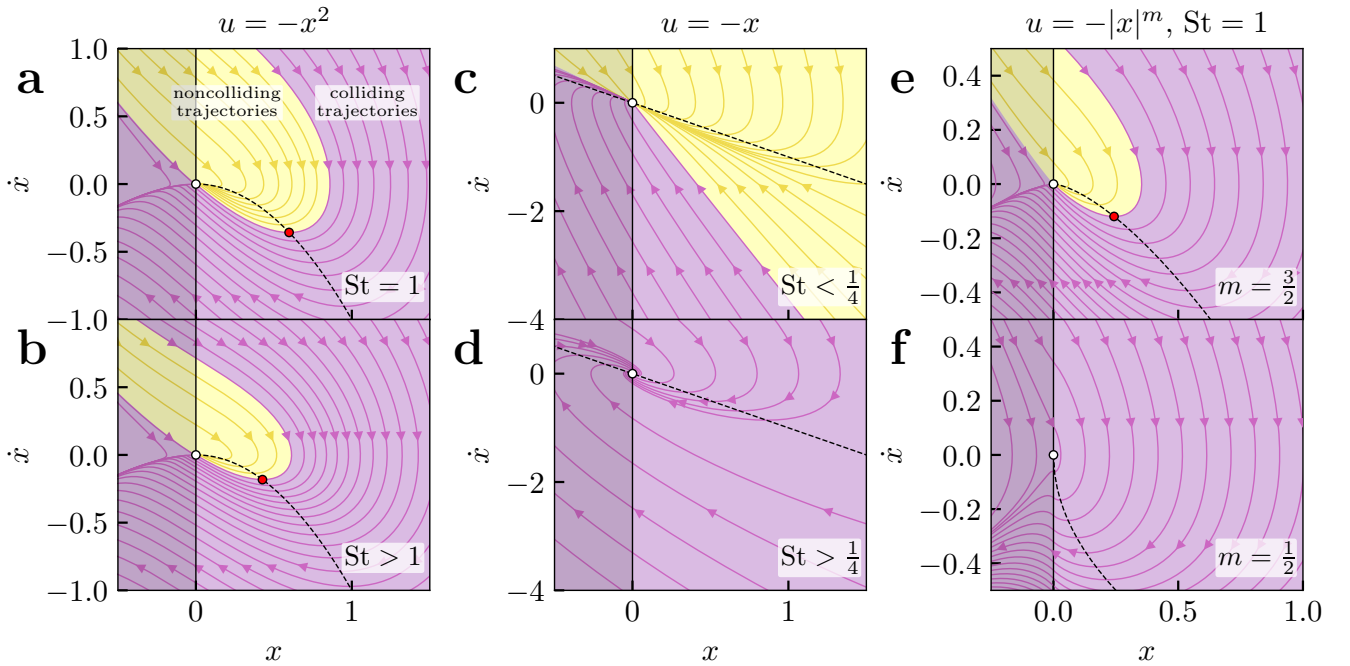 u = −x²
u = −x
u = −|x|ᵐ, St = 1
a
1.0
0.5
0.0
−0.5
−1.0
ẋ
noncolliding
trajectories
colliding
trajectories
St = 1
b
1.0
0.5
0.0
−0.5
−1.0
ẋ
St > 1
0
1
x
c
0
−2
−4
ẋ
St < 1/4
d
0
−2
−4
ẋ
St > 1/4
0
1
x
e
0.4
0.2
0.0
−0.2
−0.4
ẋ
m = 3/2
f
0.4
0.2
0.0
−0.2
−0.4
ẋ
m = 1/2
0.0
0.5
1.0
x